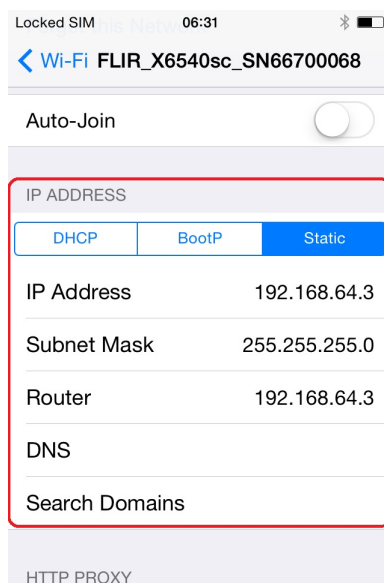 Locked SIM 06:31
Wi-Fi FLIR_X6540sc_SN66700068
Auto-Join
IP ADDRESS
DHCP BootP Static
IP Address 192.168.64.3
Subnet Mask 255.255.255.0
Router 192.168.64.3
DNS
Search Domains
HTTP PROXY